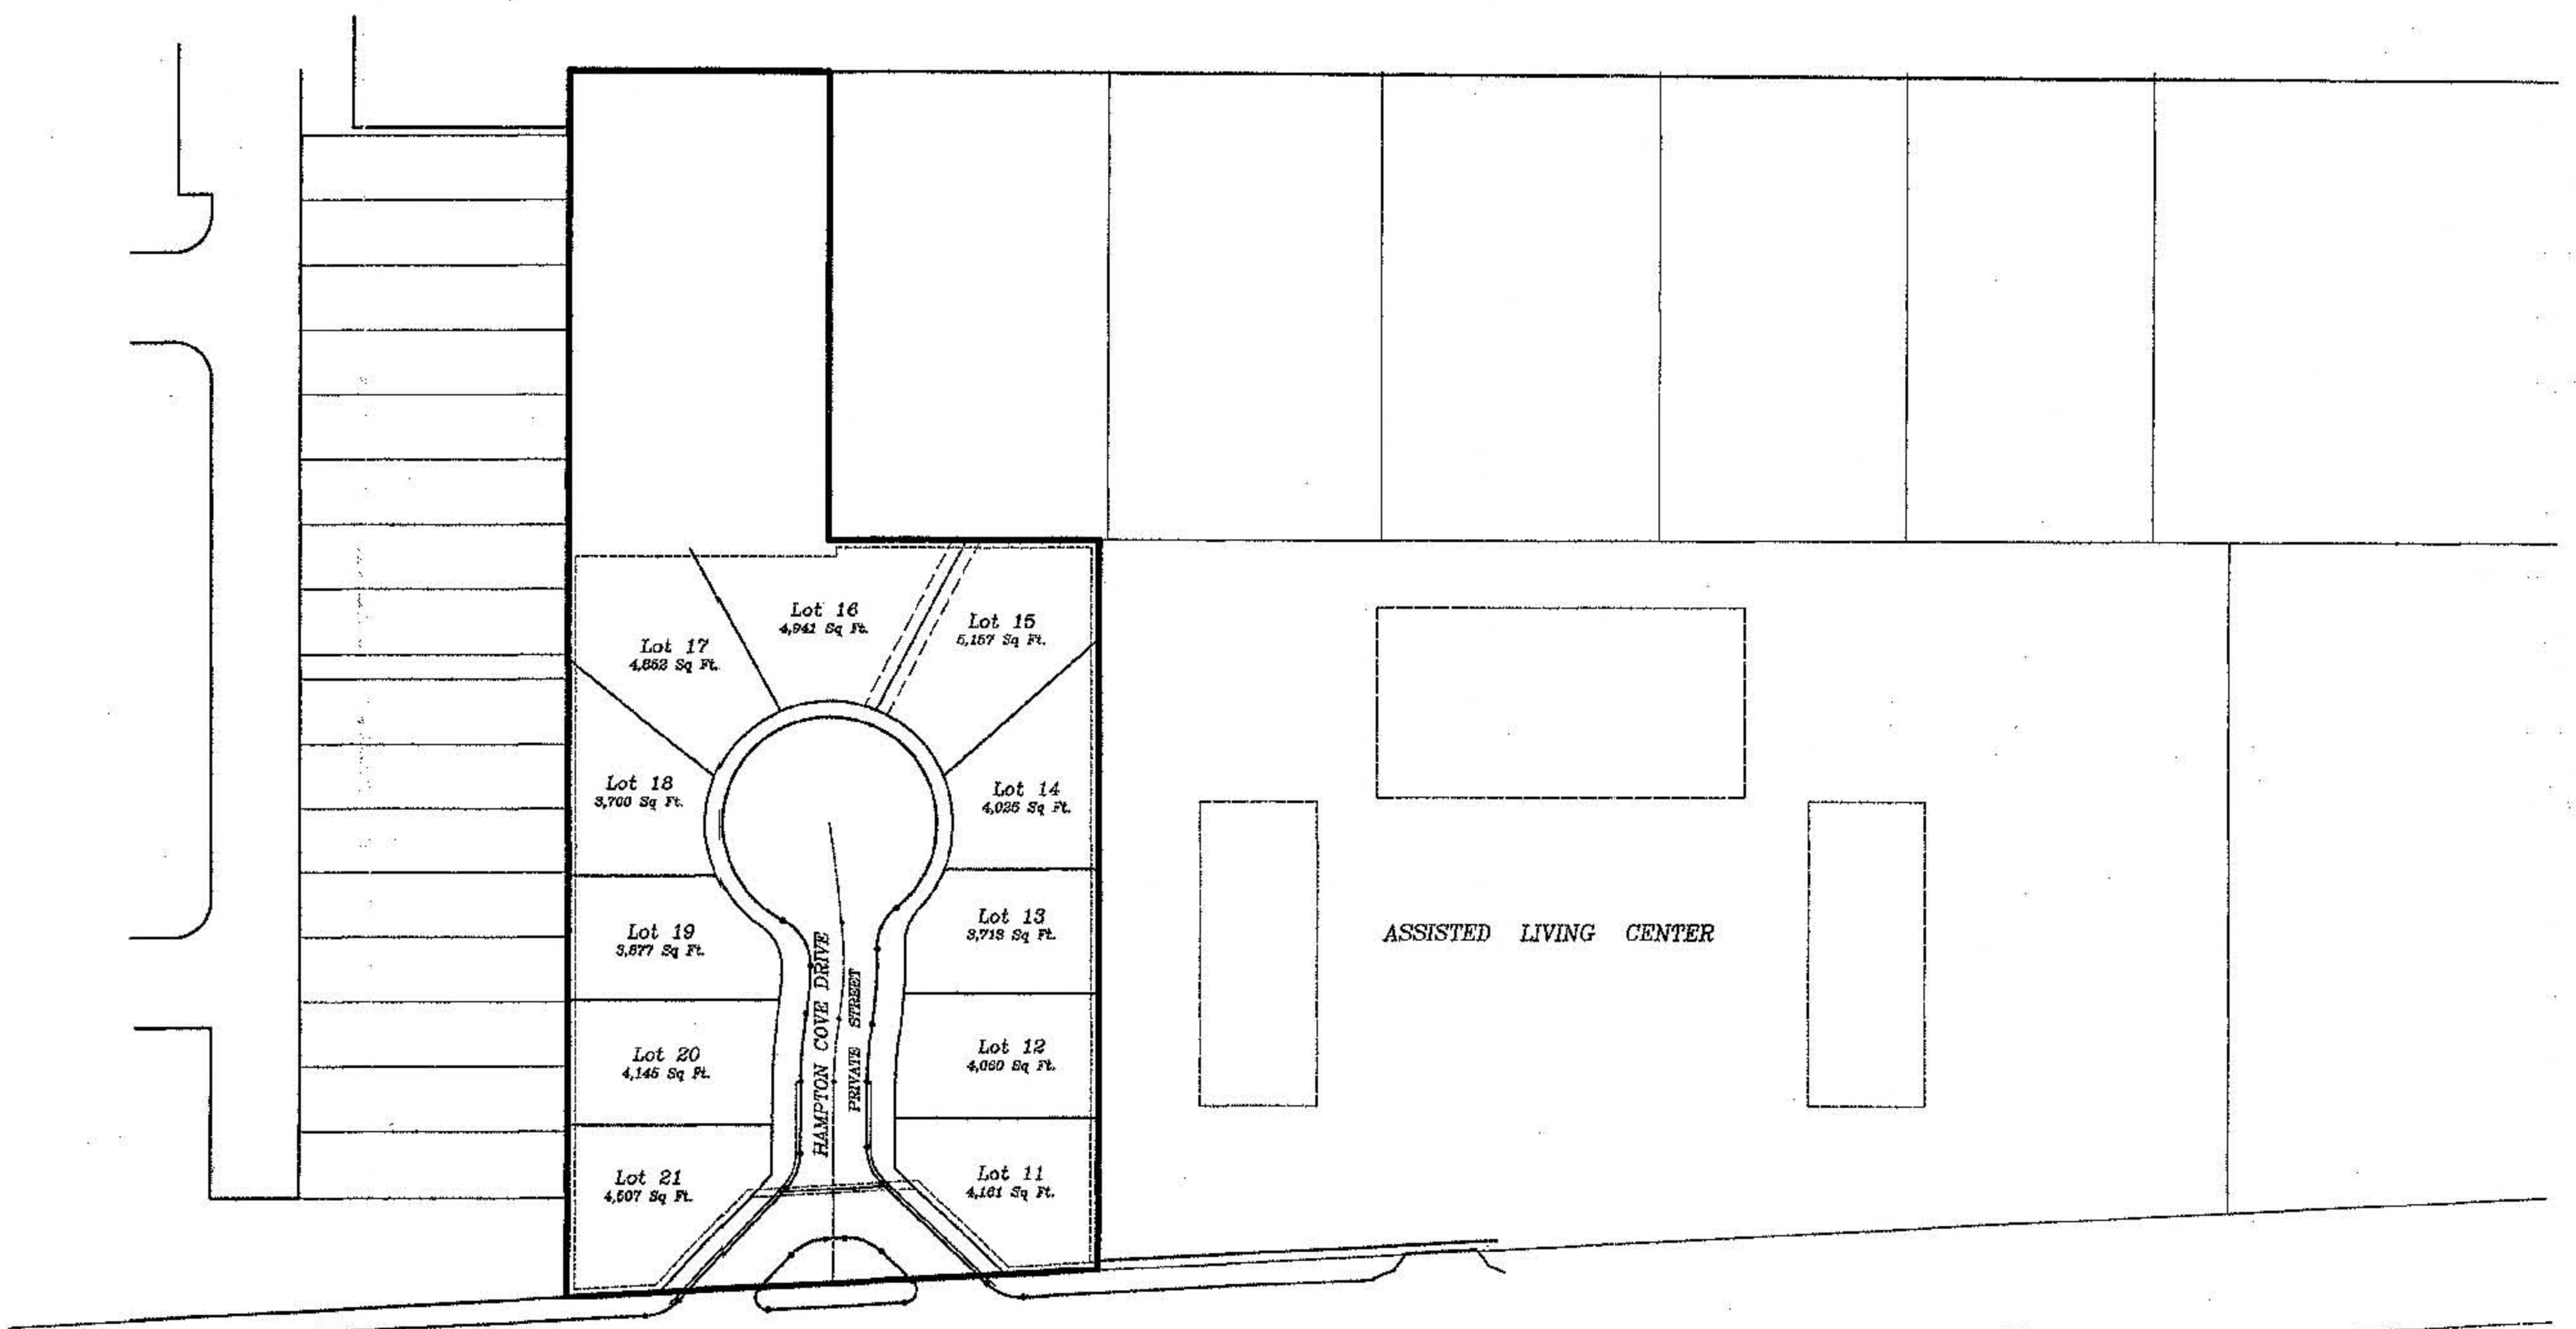 Lot 16
4,941 Sq Ft.
Lot 15
5,157 Sq Ft.
Lot 17
4,852 Sq Ft.
Lot 18
3,700 Sq Ft.
Lot 14
4,025 Sq Ft.
Lot 13
3,713 Sq Ft.
Lot 19
3,877 Sq Ft.
HAMPTON COVE DRIVE
PRIVATE STREET
ASSISTED LIVING CENTER
Lot 12
4,060 Sq Ft.
Lot 20
4,145 Sq Ft.
Lot 11
4,161 Sq Ft.
Lot 21
4,507 Sq Ft.